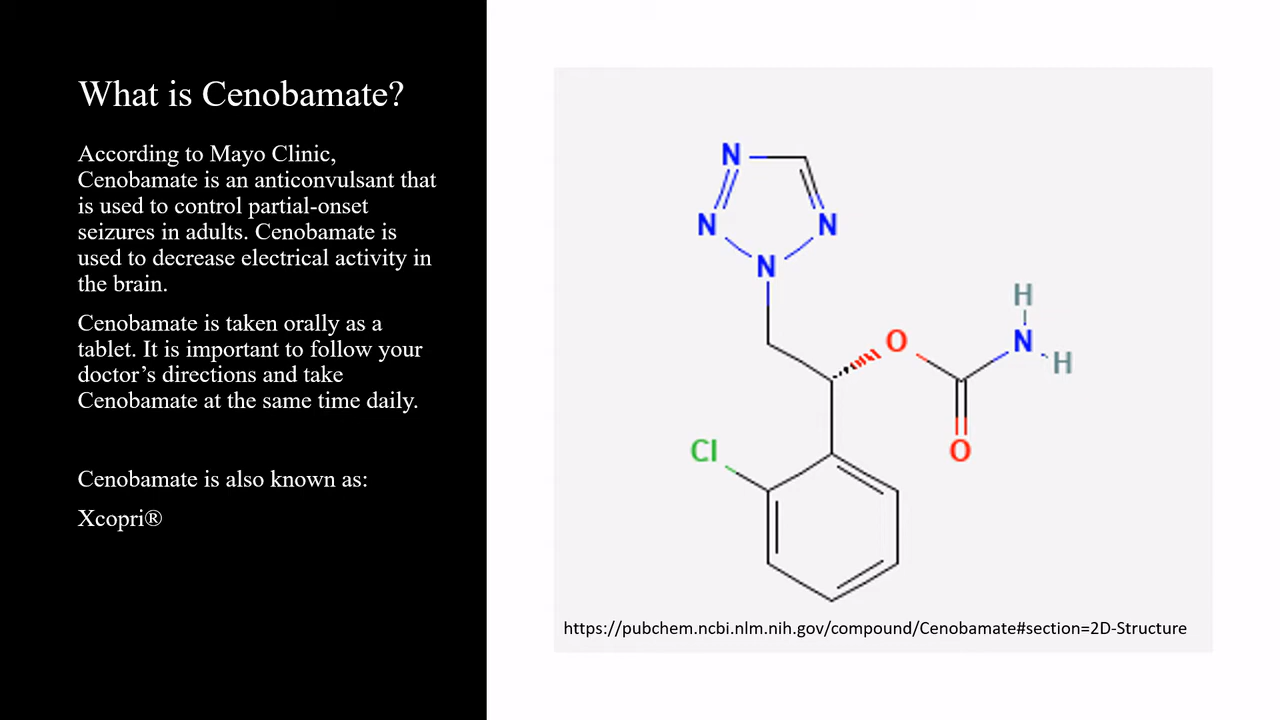 What is Cenobamate?
According to Mayo Clinic,
Cenobamate is an anticonvulsant that
is used to control partial-onset
seizures in adults. Cenobamate is
used to decrease electrical activity in
the brain.
Cenobamate is taken orally as a
tablet. It is important to follow your
doctor’s directions and take
Cenobamate at the same time daily.
Cenobamate is also known as:
Xcopri®
N
N
N
N
H
O
N
H
Cl
O
https://pubchem.ncbi.nlm.nih.gov/compound/Cenobamate#section=2D-Structure